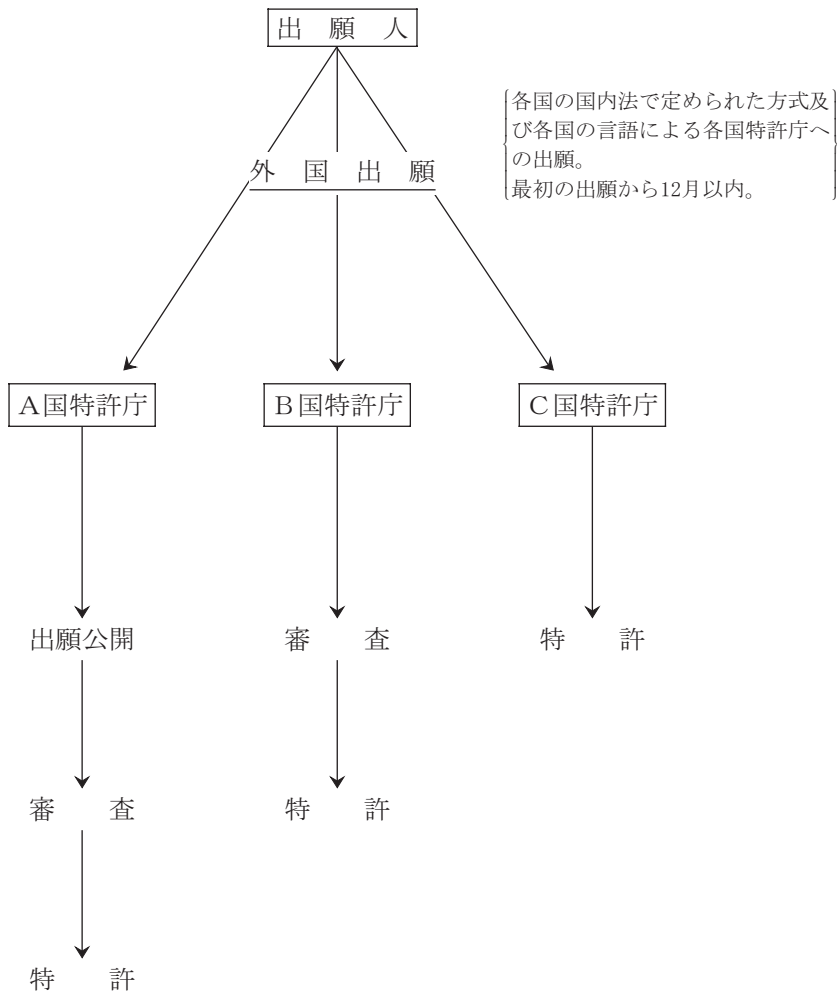 出願人
各国の国内法で定められた方式及
び各国の言語による各国特許庁へ
の出願。
最初の出願から12月以内。
外国出願
A国特許庁
B国特許庁
C国特許庁
出願公開
審査
特許
審査
特許
特許